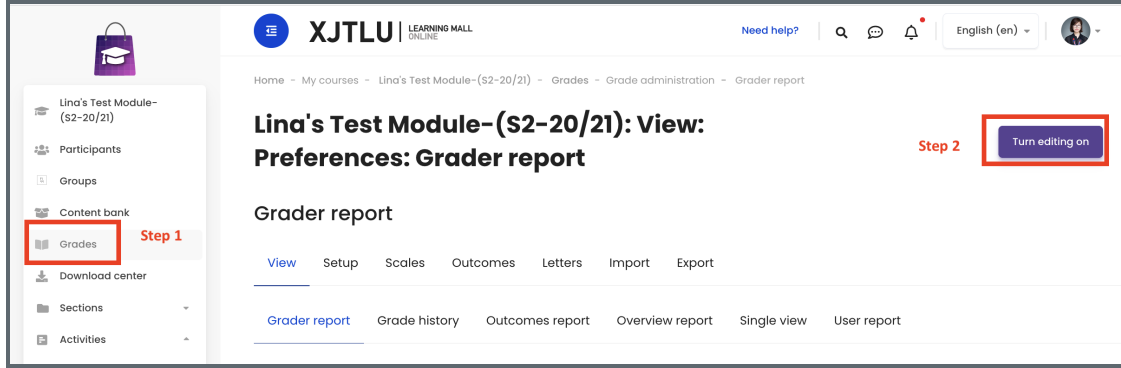 XJTLU | LEARNING MALL
ONLINE
Need help?
English (en)
Home - My courses - Lina's Test Module-(S2-20/21) - Grades - Grade administration - Grader report
Lina's Test Module-
(S2-20/21)
Participants
Groups
Content bank
Grades
Step 1
Download center
Sections
Activities
Lina's Test Module-(S2-20/21): View:
Preferences: Grader report
Step 2
Turn editing on
Grader report
View Setup Scales Outcomes Letters Import Export
Grader report Grade history Outcomes report Overview report Single view User report